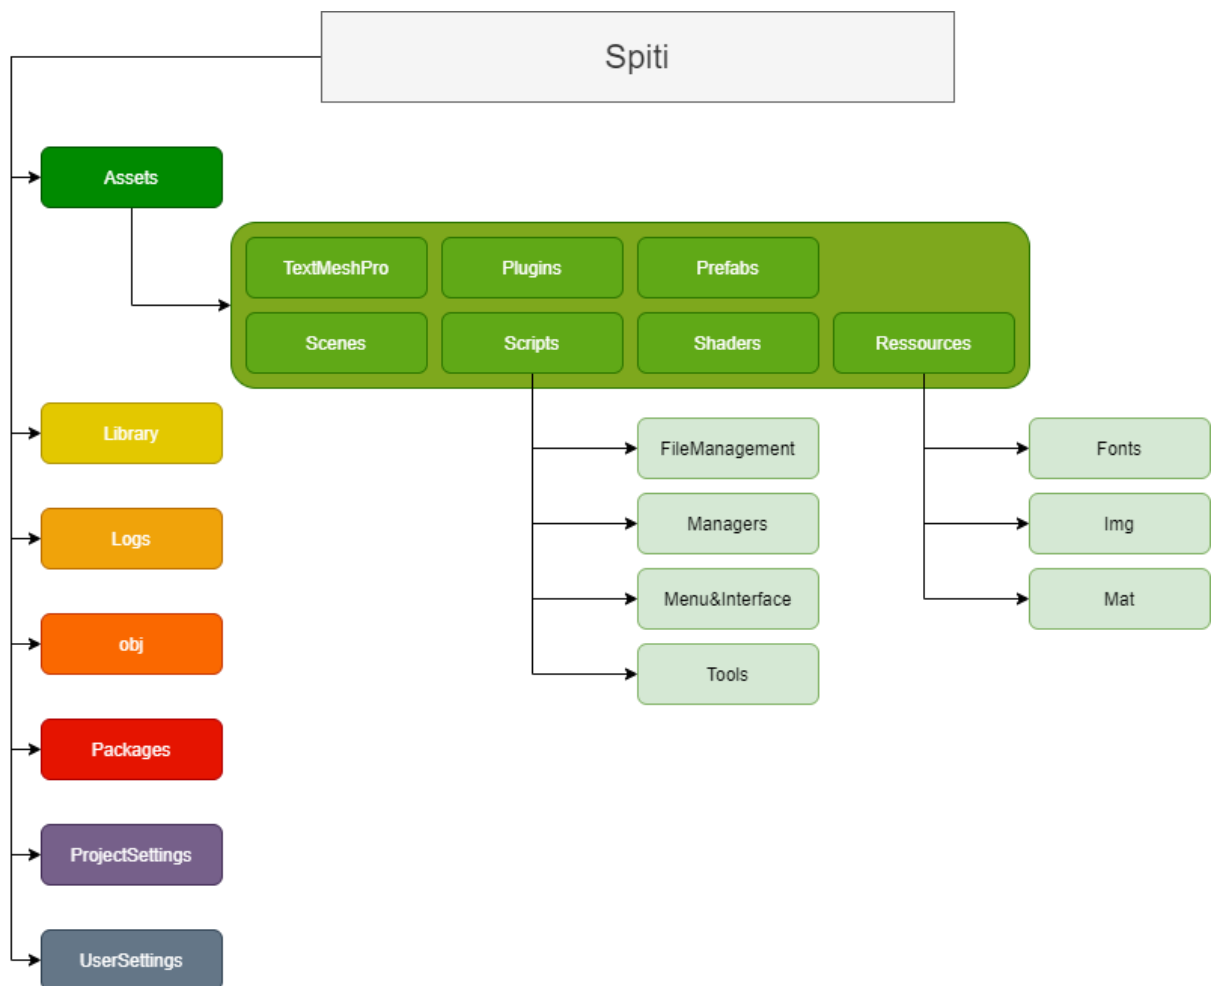 Spiti
Assets
TextMeshPro
Plugins
Prefabs
Scenes
Scripts
Shaders
Ressources
Library
FileManagement
Fonts
Managers
Img
Logs
Menu&Interface
Mat
obj
Tools
Packages
ProjectSettings
UserSettings